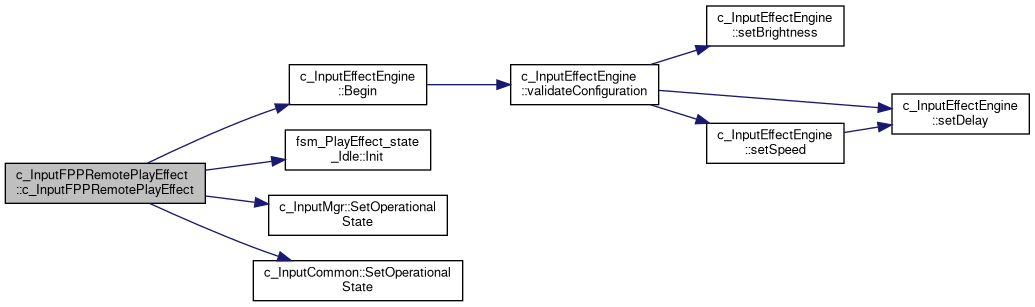 c_InputFPPRemotePlayEffect
::c_InputFPPRemotePlayEffect
c_InputEffectEngine
::Begin
fsm_PlayEffect_state
_Idle::Init
c_InputMgr::SetOperational
State
c_InputCommon::SetOperational
State
c_InputEffectEngine
::validateConfiguration
c_InputEffectEngine
::setBrightness
c_InputEffectEngine
::setSpeed
c_InputEffectEngine
::setDelay